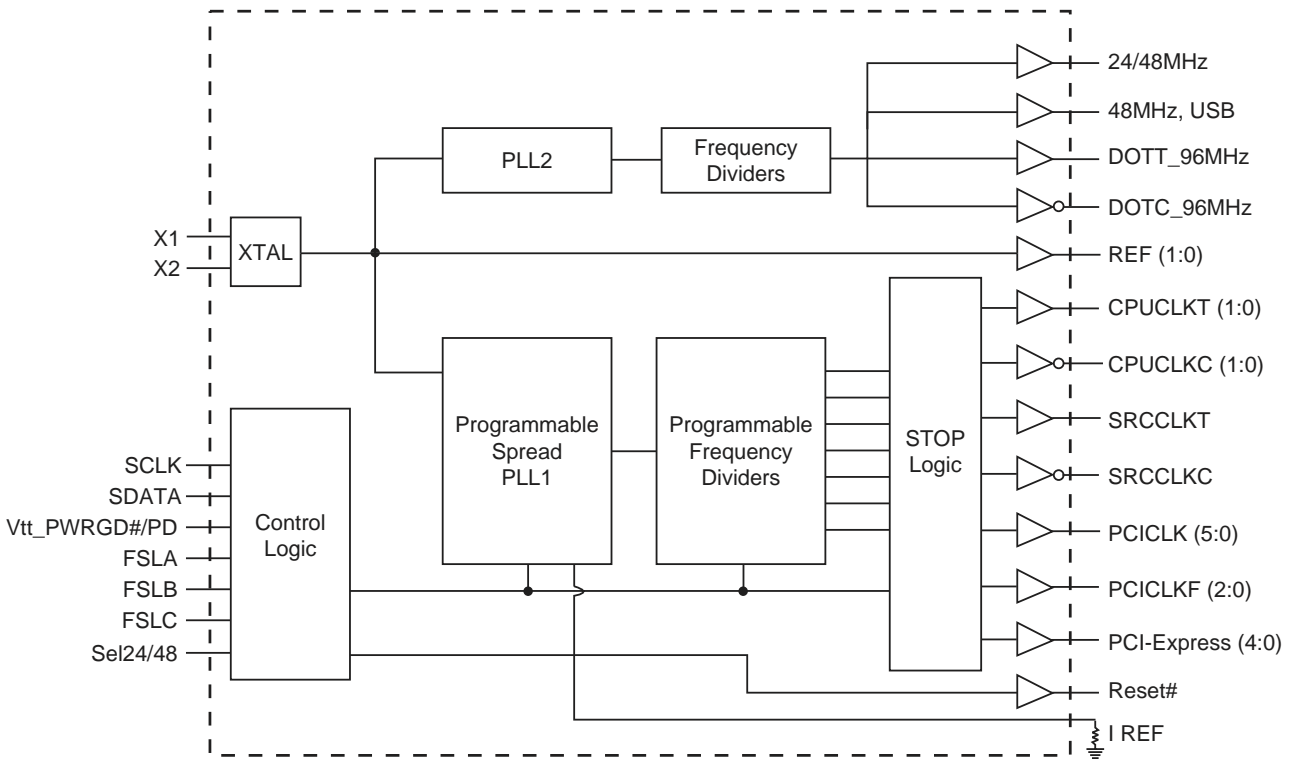 24/48MHz
48MHz, USB
PLL2
Frequency
Dividers
DOTT_96MHz
DOTC_96MHz
X1
X2
XTAL
REF (1:0)
CPUCLKT (1:0)
CPUCLKC (1:0)
Programmable
Spread
PLL1
Programmable
Frequency
Dividers
STOP
Logic
SRCCLKT
SRCCLKC
SCLK
SDATA
Vtt_PWRGD#/PD
FSLA
FSLB
FSLC
Sel24/48
Control
Logic
PCICLK (5:0)
PCICLKF (2:0)
PCI-Express (4:0)
Reset#
I REF